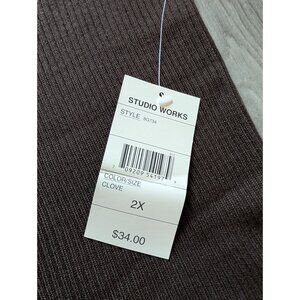 STUDIO WORKS
STYLE
COLOR/SIZE
CLOVE
2X
$34.00